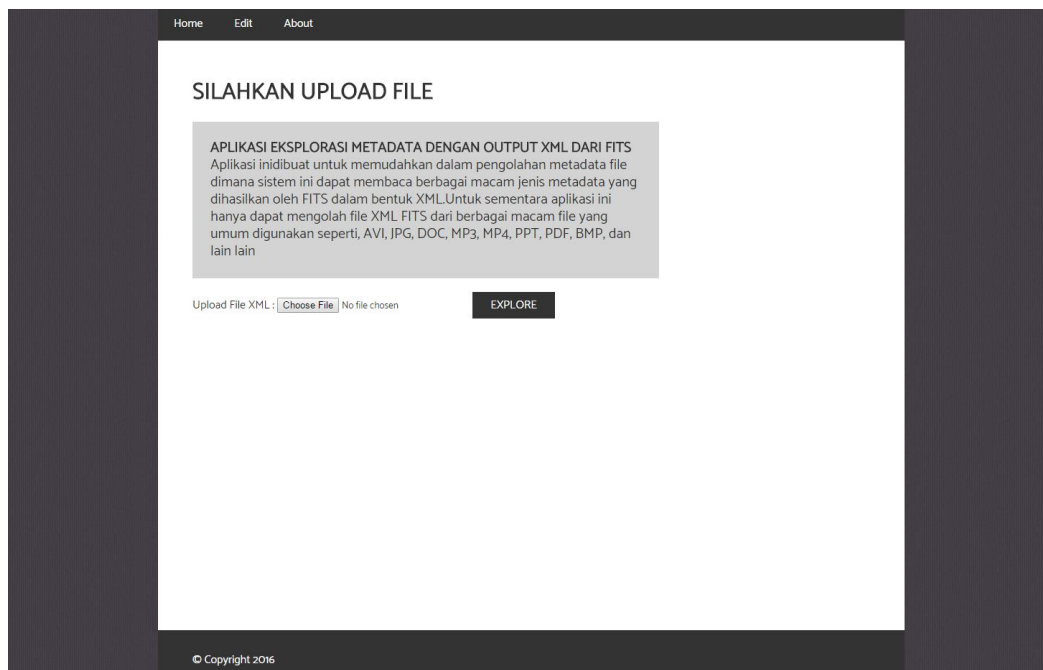 Home Edit About
SILAHKAN UPLOAD FILE
APLIKASI EKSPLORASI METADATA DENGAN OUTPUT XML DARI FITS
Aplikasi inidibuat untuk memudahkan dalam pengolahan metadata file
dimana sistem ini dapat membaca berbagai macam jenis metadata yang
dihasilkan oleh FITS dalam bentuk XML.Untuk sementara aplikasi ini
hanya dapat mengolah file XML FITS dari berbagai macam file yang
umum digunakan seperti, AVI, JPG, DOC, MP3, MP4, PPT, PDF, BMP, dan
lain lain
Upload File XML : Choose File No file chosen EXPLORE
© Copyright 2016